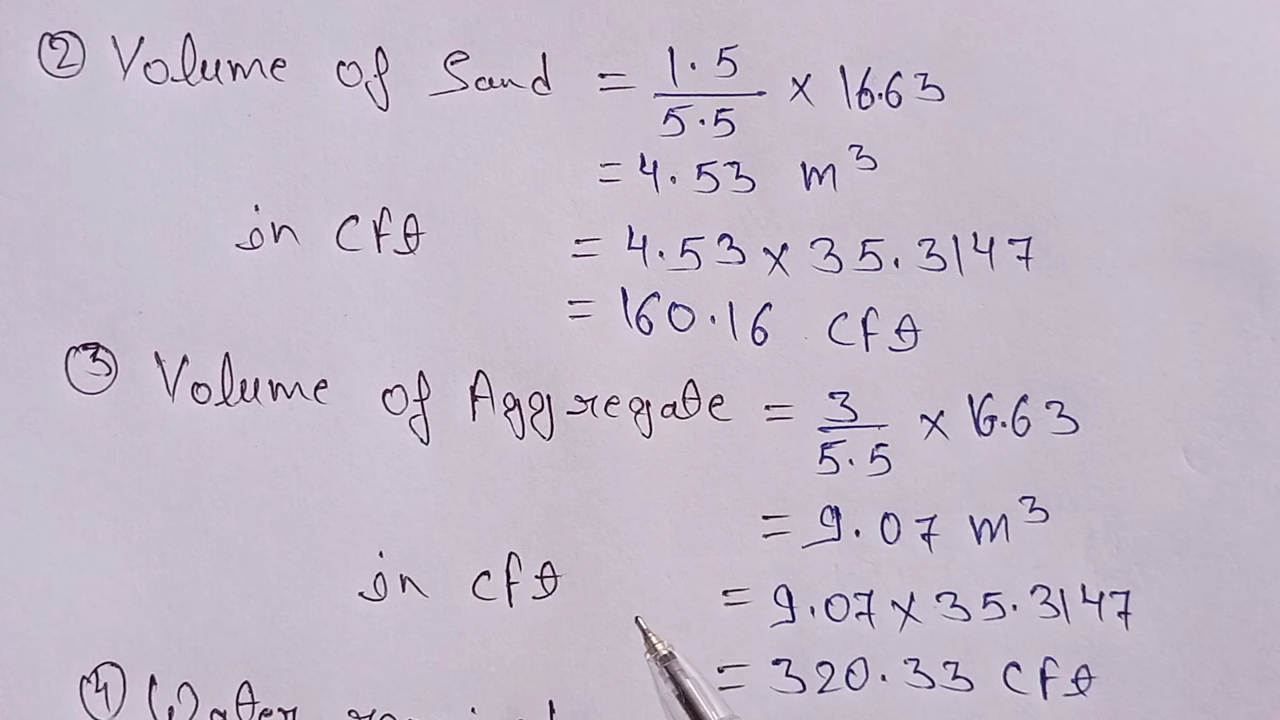 ② Volume of Sand = 1.5/5.5 × 16.63
= 4.53 m³
in Cft = 4.53 × 35.3147
= 160.16 Cft
③ Volume of Aggregate = 3/5.5 × 16.63
= 9.07 m³
in cft = 9.07 × 35.3147
= 320.33 Cft
④ Water